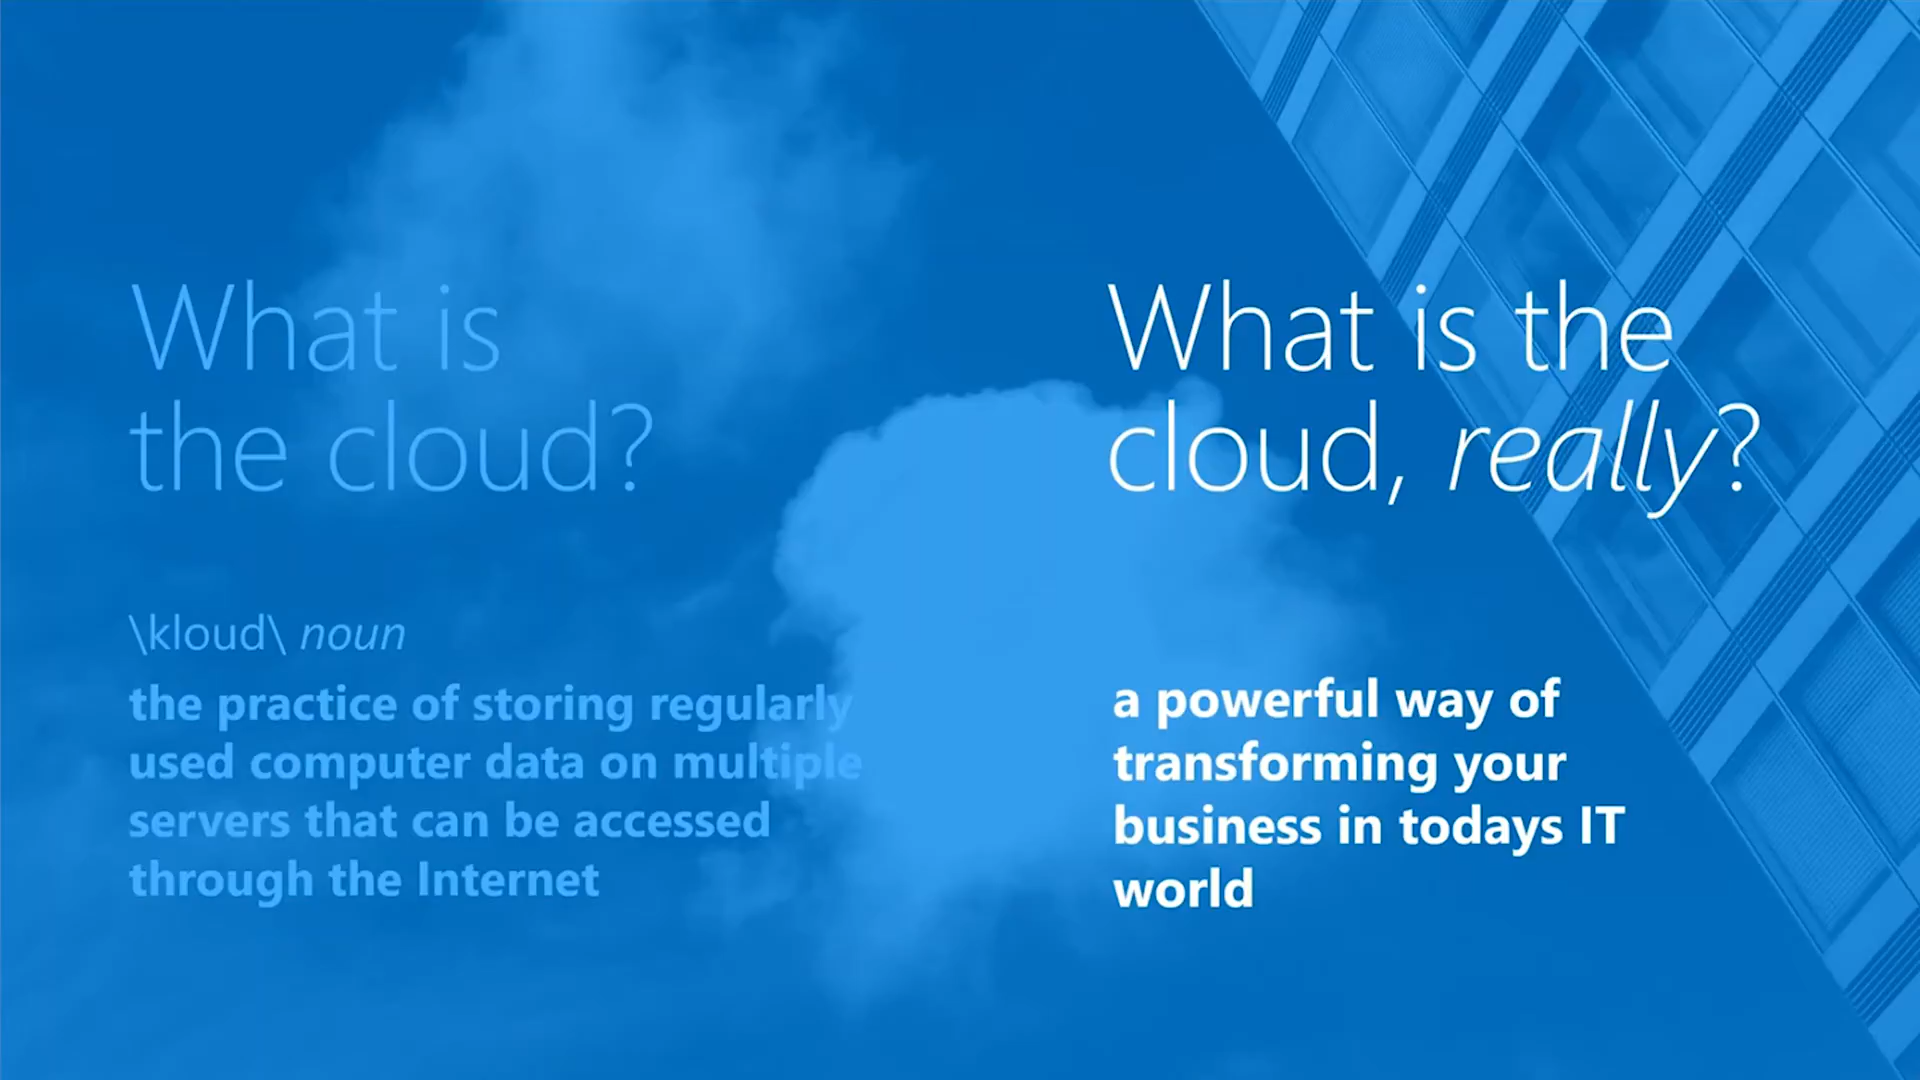 What is
the cloud?
\kloud\ noun
the practice of storing regularly
used computer data on multiple
servers that can be accessed
through the Internet
What is the
cloud, really?
a powerful way of
transforming your
business in todays IT
world